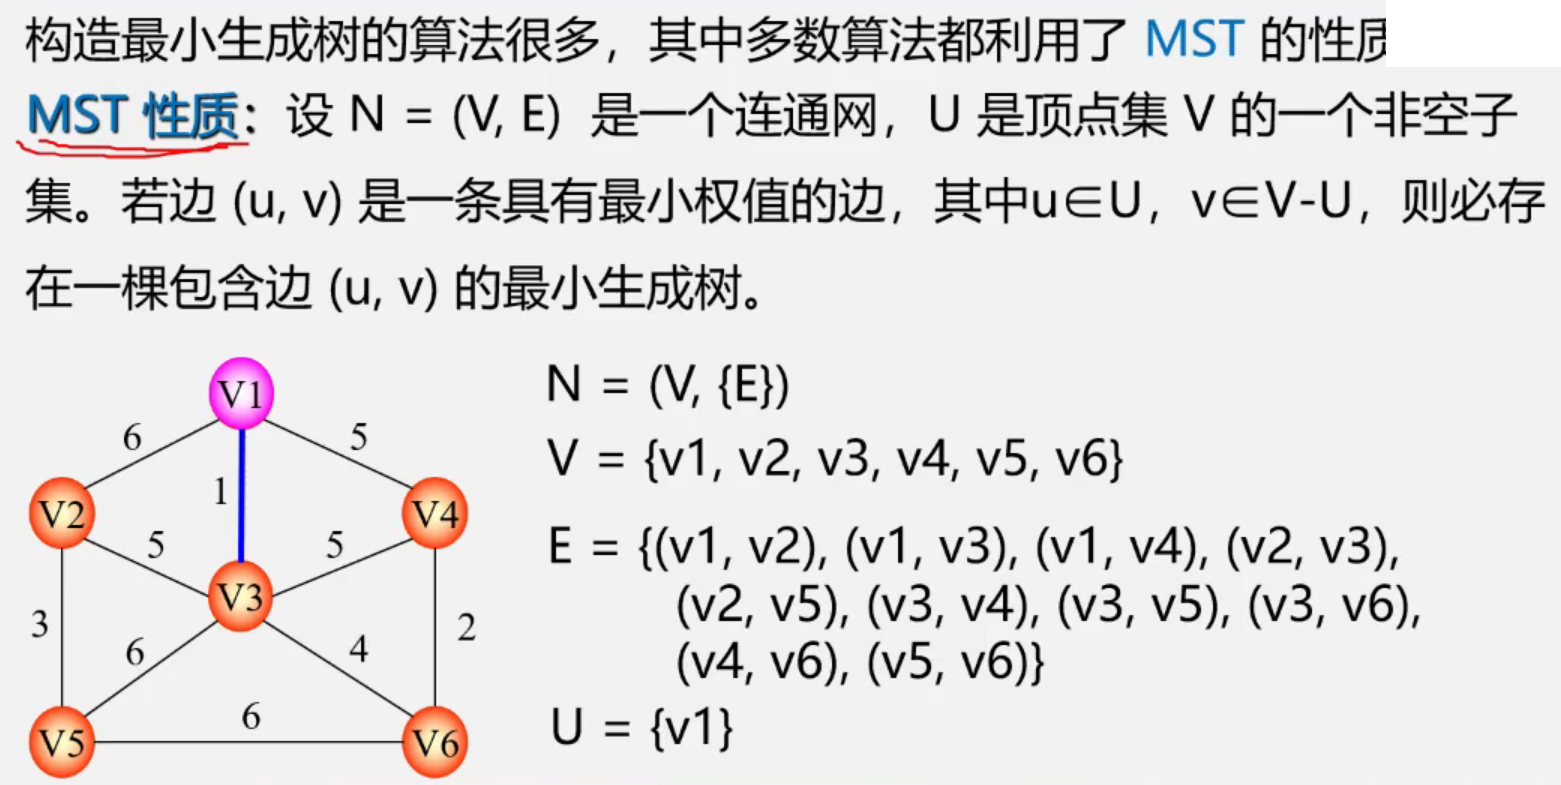 构造最小生成树的算法很多，其中多数算法都利用了 MST 的性
MST 性质：设 N = (V, E) 是一个连通网，U 是顶点集 V 的一个非空子
集。若边 (u, v) 是一条具有最小权值的边，其中u∈U，v∈V-U，则必存
在一棵包含边 (u, v) 的最小生成树。
V1
6
5
1
V2
V4
5
5
V3
3
2
6
4
6
V5
V6
N = (V, {E})
V = {v1, v2, v3, v4, v5, v6}
E = {(v1, v2), (v1, v3), (v1, v4), (v2, v3),
(v2, v5), (v3, v4), (v3, v5), (v3, v6),
(v4, v6), (v5, v6)}
U = {v1}